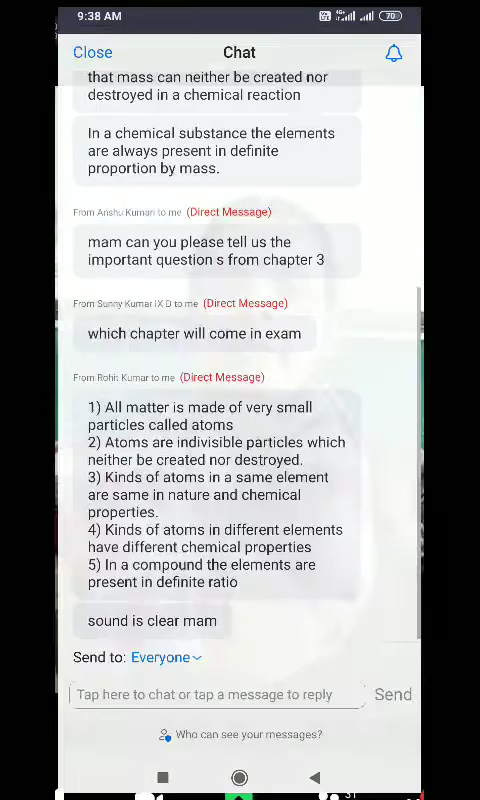 9:38 AM
4G+
70
Close
Chat
that mass can neither be created nor
destroyed in a chemical reaction
In a chemical substance the elements
are always present in definite
proportion by mass.
From Anshu Kumari to me (Direct Message)
mam can you please tell us the
important question s from chapter 3
From Sunny Kumar IX D to me (Direct Message)
which chapter will come in exam
From Rohit Kumar to me (Direct Message)
1) All matter is made of very small
particles called atoms
2) Atoms are indivisible particles which
neither be created nor destroyed.
3) Kinds of atoms in a same element
are same in nature and chemical
properties.
4) Kinds of atoms in different elements
have different chemical properties
5) In a compound the elements are
present in definite ratio
sound is clear mam
Send to: Everyone
Tap here to chat or tap a message to reply
Send
Who can see your messages?
31